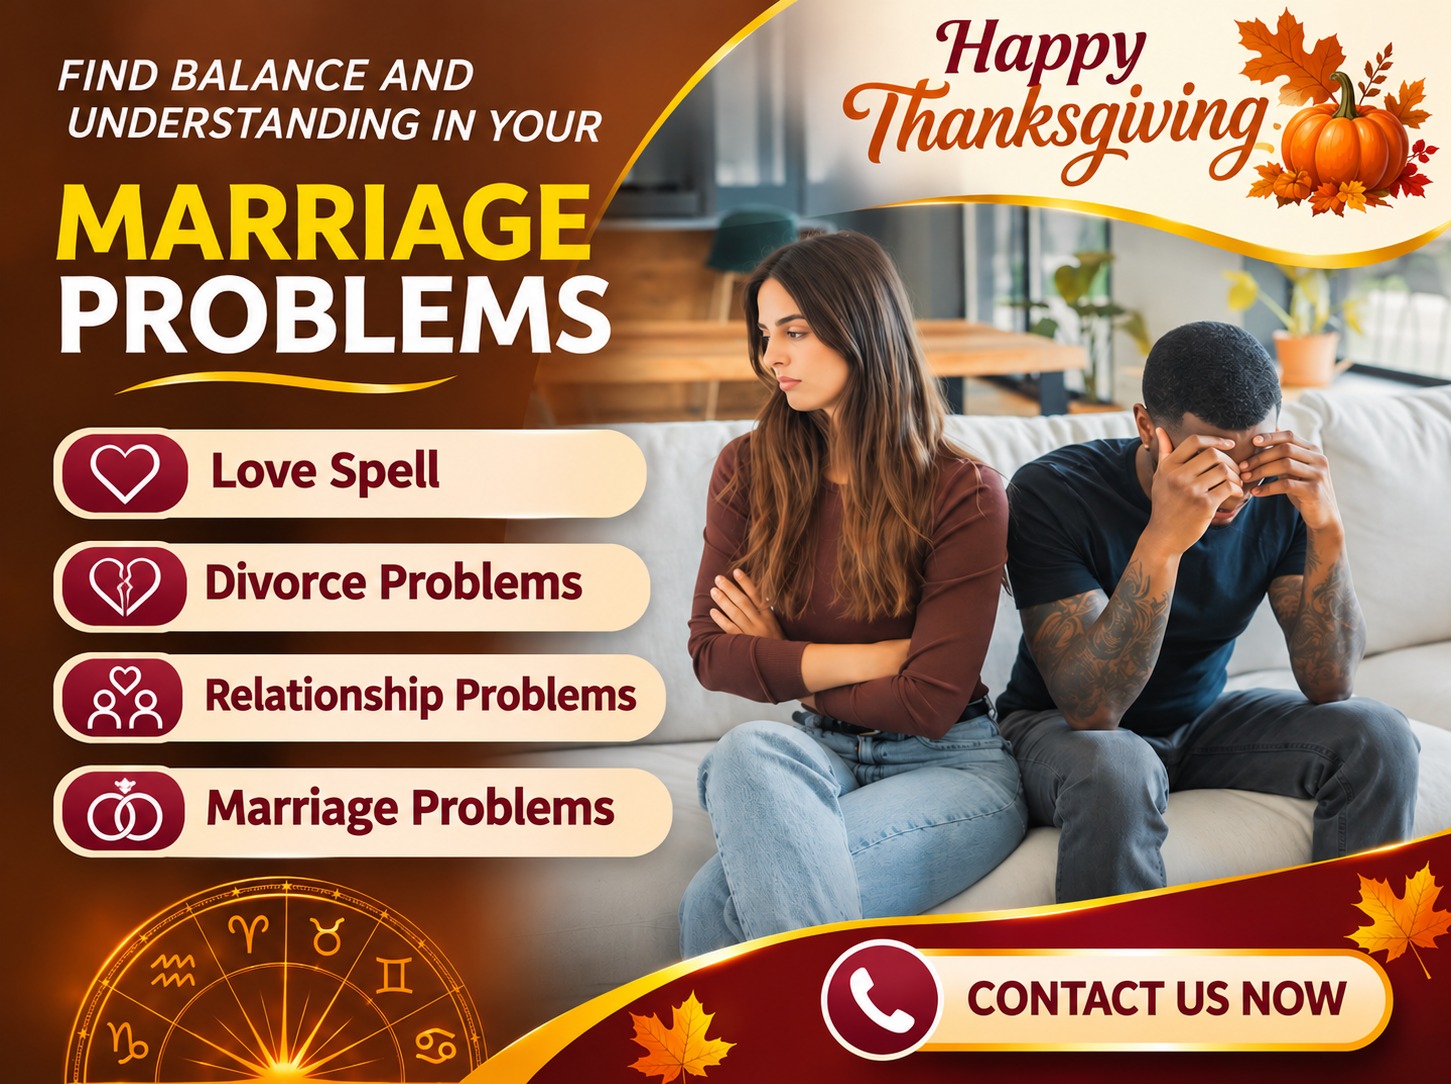 FIND BALANCE AND
UNDERSTANDING IN YOUR
MARRIAGE
PROBLEMS
Happy
Thanksgiving
Love Spell
Divorce Problems
Relationship Problems
Marriage Problems
CONTACT US NOW